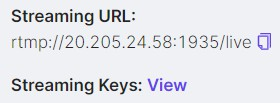 Streaming URL:
rtmp://20.205.24.58:1935/live
Streaming Keys: View